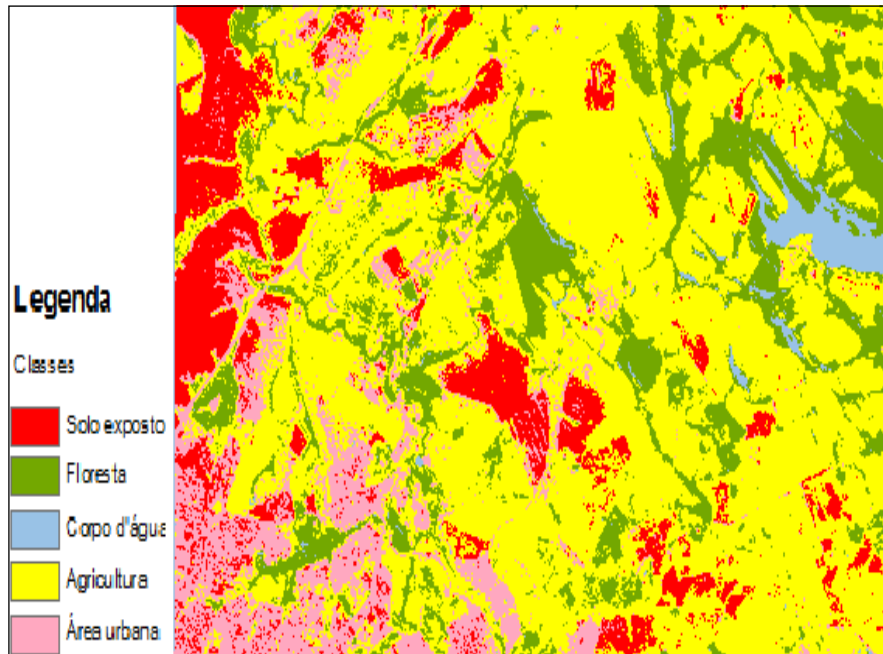 Legenda
Classes
Solo exposto
Floresta
Corpo d'água
Agricultura
Área urbana